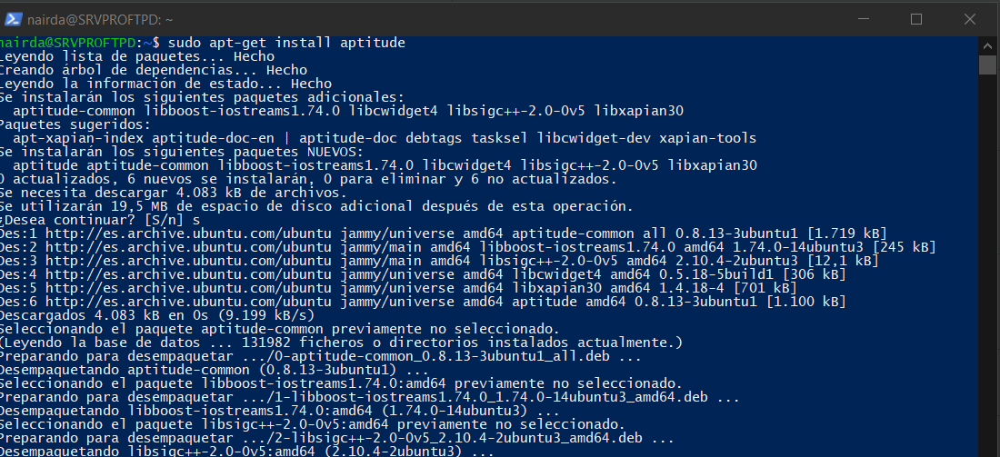 nairda@SRVPROFTPD: ~
nairda@SRVPROFTPD:~$ sudo apt-get install aptitude
Leyendo lista de paquetes... Hecho
Creando árbol de dependencias... Hecho
Leyendo la información de estado... Hecho
Se instalarán los siguientes paquetes adicionales:
  aptitude-common libboost-iostreams1.74.0 libcwidget4 libsigc++-2.0-0v5 libxapian30
Paquetes sugeridos:
  apt-xapian-index aptitude-doc-en | aptitude-doc debtags tasksel libcwidget-dev xapian-tools
Se instalarán los siguientes paquetes NUEVOS:
  aptitude aptitude-common libboost-iostreams1.74.0 libcwidget4 libsigc++-2.0-0v5 libxapian30
0 actualizados, 6 nuevos se instalarán, 0 para eliminar y 6 no actualizados.
Se necesita descargar 4.083 kB de archivos.
Se utilizarán 19,5 MB de espacio de disco adicional después de esta operación.
¿Desea continuar? [S/n] s
Des:1 http://es.archive.ubuntu.com/ubuntu jammy/universe amd64 aptitude-common all 0.8.13-3ubuntu1 [1.719 kB]
Des:2 http://es.archive.ubuntu.com/ubuntu jammy/main amd64 libboost-iostreams1.74.0 amd64 1.74.0-14ubuntu3 [245 kB]
Des:3 http://es.archive.ubuntu.com/ubuntu jammy/main amd64 libsigc++-2.0-0v5 amd64 2.10.4-2ubuntu3 [12,1 kB]
Des:4 http://es.archive.ubuntu.com/ubuntu jammy/universe amd64 libcwidget4 amd64 0.5.18-5build1 [306 kB]
Des:5 http://es.archive.ubuntu.com/ubuntu jammy/universe amd64 libxapian30 amd64 1.4.18-4 [701 kB]
Des:6 http://es.archive.ubuntu.com/ubuntu jammy/universe amd64 aptitude amd64 0.8.13-3ubuntu1 [1.100 kB]
Descargados 4.083 kB en 0s (9.199 kB/s)
Seleccionando el paquete aptitude-common previamente no seleccionado.
(Leyendo la base de datos ... 131982 ficheros o directorios instalados actualmente.)
Preparando para desempaquetar .../0-aptitude-common_0.8.13-3ubuntu1_all.deb ...
Desempaquetando aptitude-common (0.8.13-3ubuntu1) ...
Seleccionando el paquete libboost-iostreams1.74.0:amd64 previamente no seleccionado.
Preparando para desempaquetar .../1-libboost-iostreams1.74.0_1.74.0-14ubuntu3_amd64.deb ...
Desempaquetando libboost-iostreams1.74.0:amd64 (1.74.0-14ubuntu3) ...
Seleccionando el paquete libsigc++-2.0-0v5:amd64 previamente no seleccionado.
Preparando para desempaquetar .../2-libsigc++-2.0-0v5_2.10.4-2ubuntu3_amd64.deb ...
Desempaquetando libsigc++-2.0-0v5:amd64 (2.10.4-2ubuntu3) ...